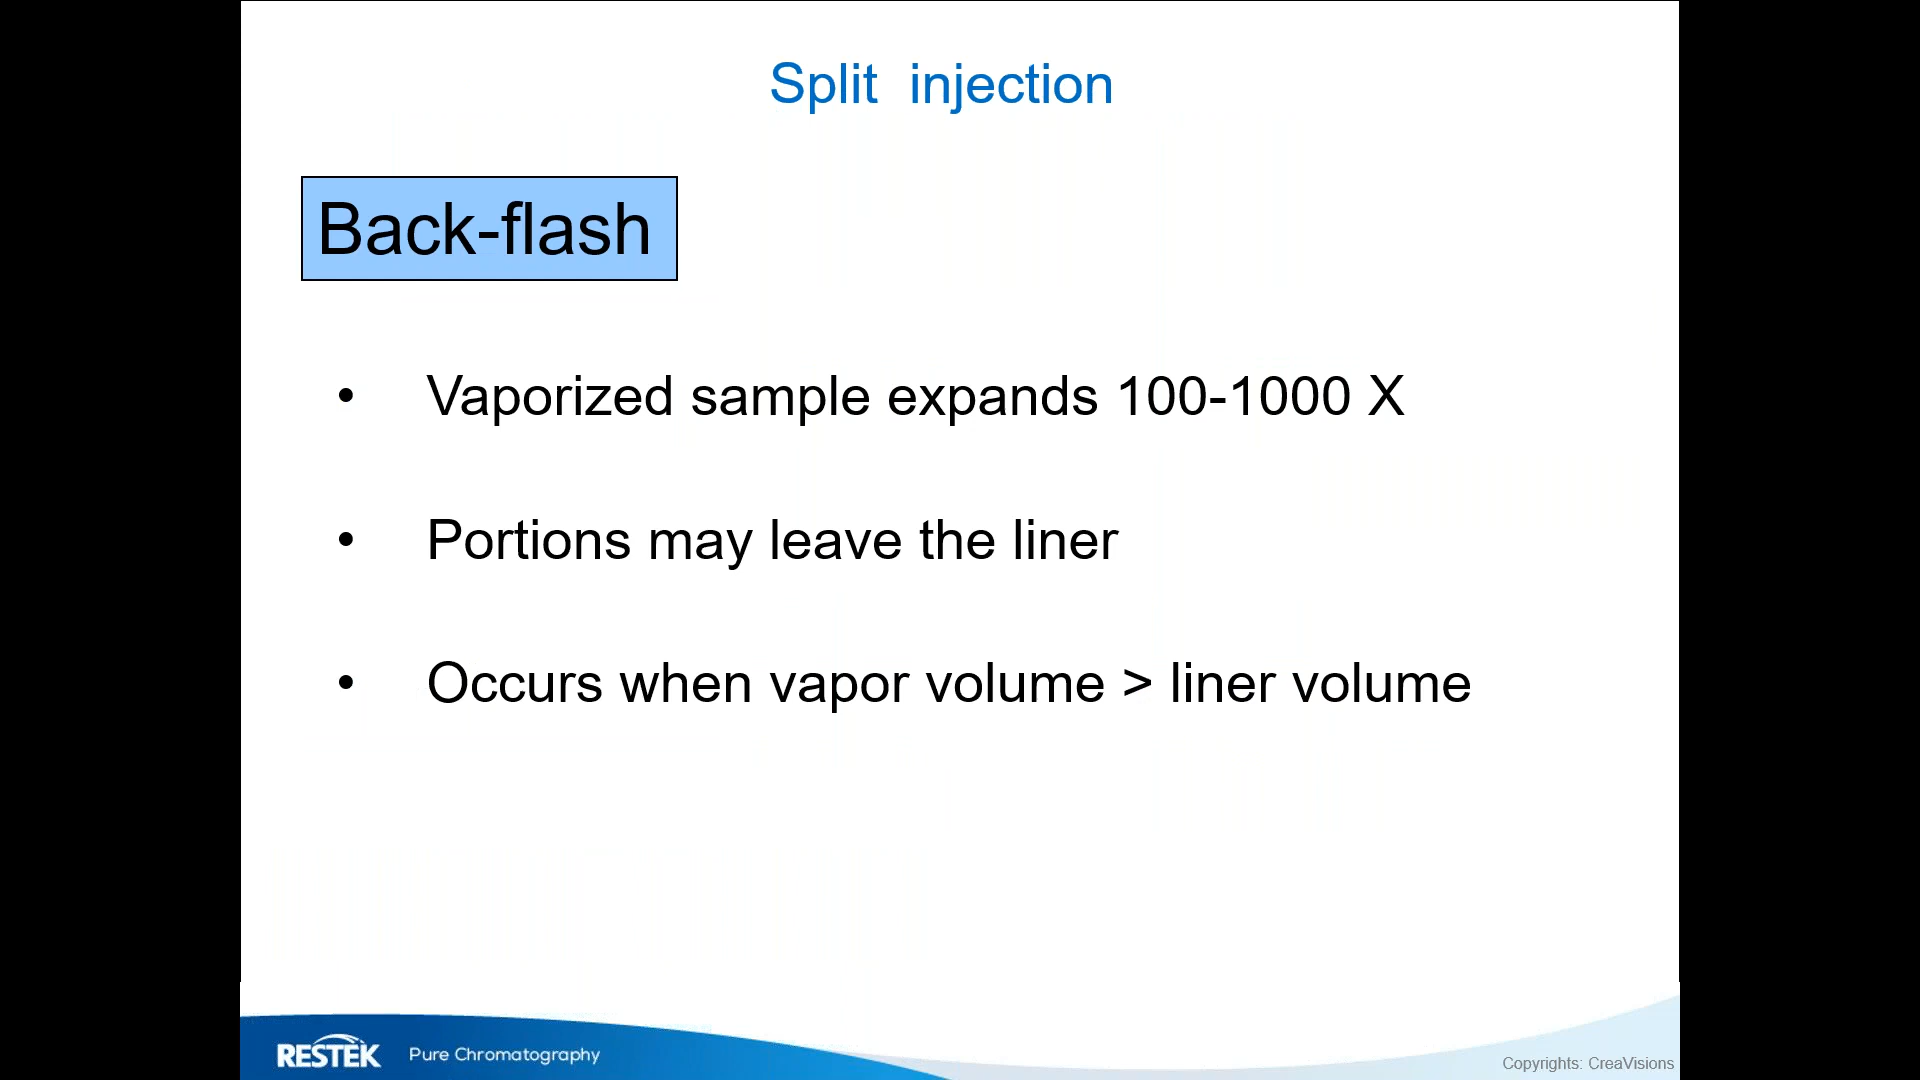 Split injection
Back-flash
• Vaporized sample expands 100-1000 X
• Portions may leave the liner
• Occurs when vapor volume > liner volume
RESTEK Pure Chromatography
Copyrights: CreaVisions